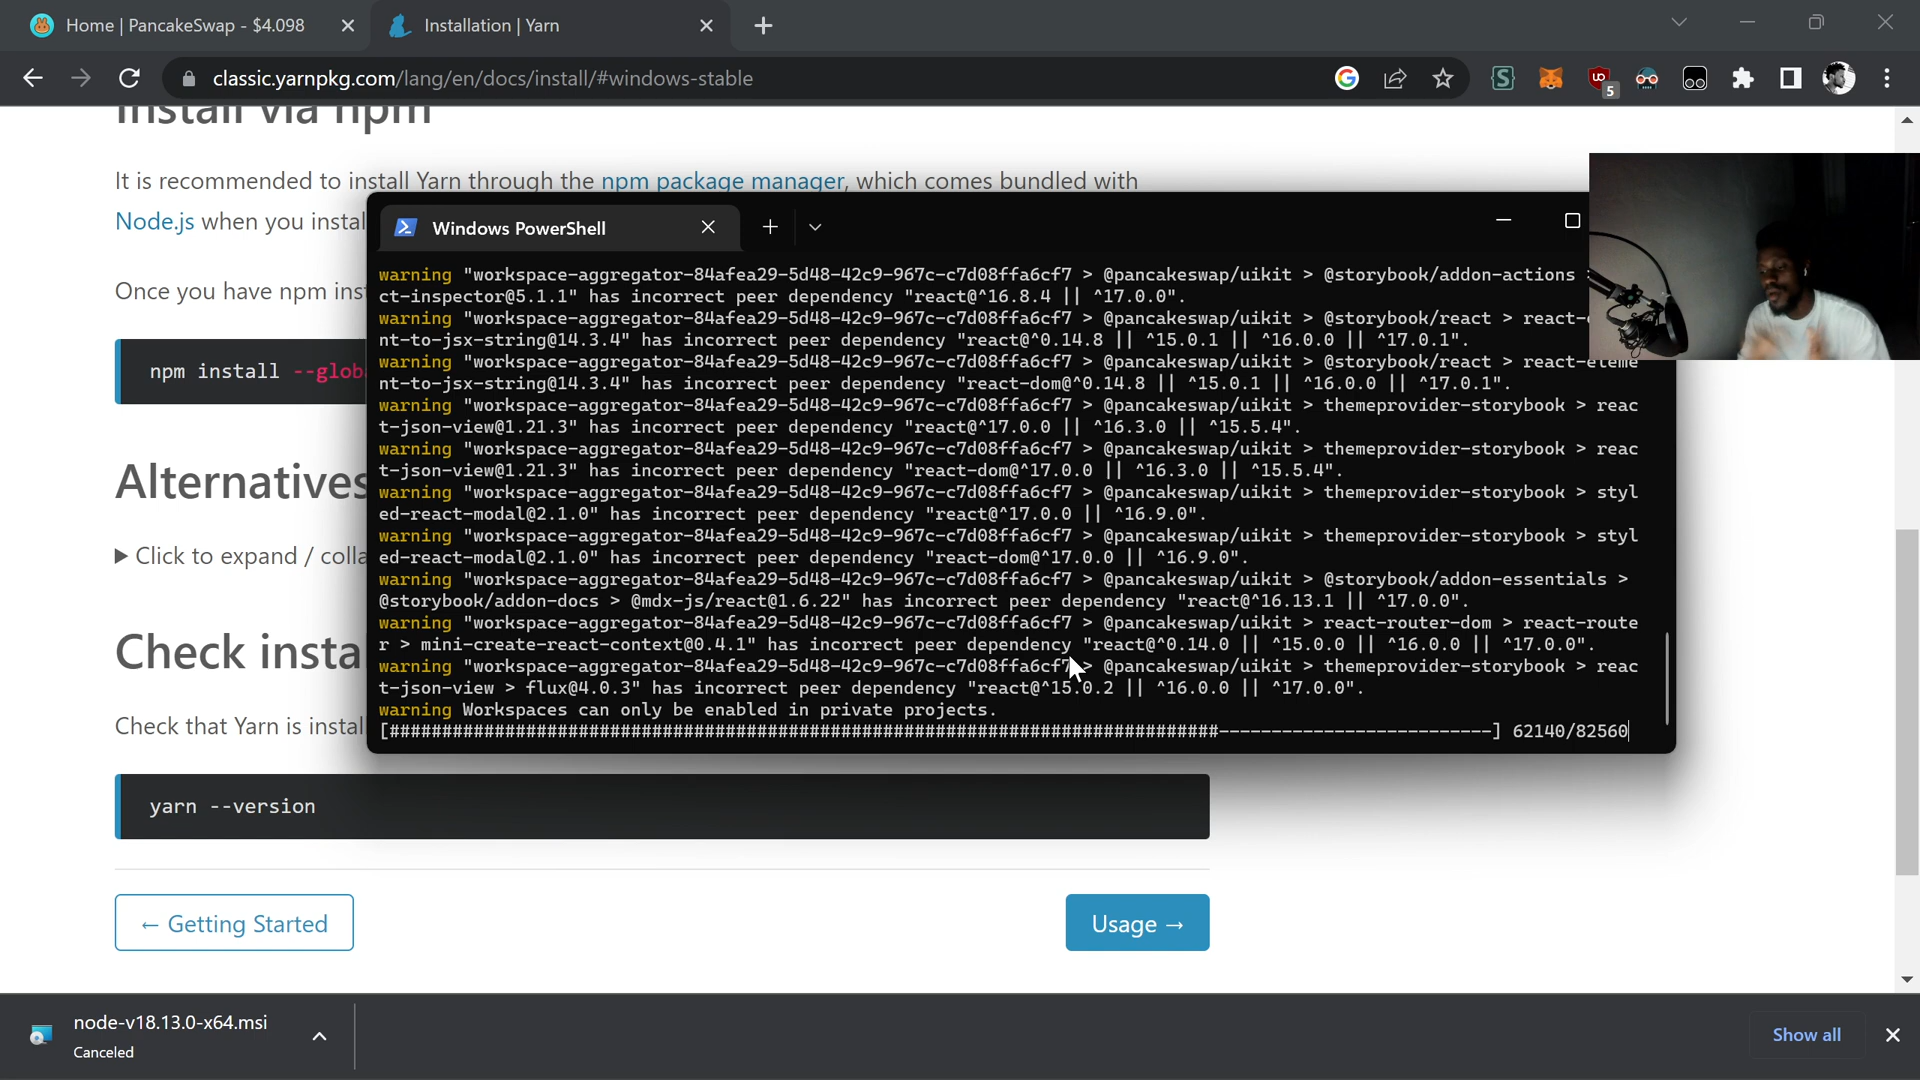 Home | PancakeSwap - $4.098
Installation | Yarn
classic.yarnpkg.com/lang/en/docs/install/#windows-stable
5
Install via npm
It is recommended to install Yarn through the npm package manager, which comes bundled with
Node.js when you instal
Once you have npm ins
npm install --globa
Alternatives
Click to expand / colla
Check insta
Check that Yarn is instal
yarn --version
← Getting Started
Usage →
Windows PowerShell
warning "workspace-aggregator-84afea29-5d48-42c9-967c-c7d08ffa6cf7 > @pancakeswap/uikit > @storybook/addon-actions
ct-inspector@5.1.1" has incorrect peer dependency "react@^16.8.4 || ^17.0.0".
warning "workspace-aggregator-84afea29-5d48-42c9-967c-c7d08ffa6cf7 > @pancakeswap/uikit > @storybook/react > react-
nt-to-jsx-string@14.3.4" has incorrect peer dependency "react@^0.14.8 || ^15.0.1 || ^16.0.0 || ^17.0.1".
warning "workspace-aggregator-84afea29-5d48-42c9-967c-c7d08ffa6cf7 > @pancakeswap/uikit > @storybook/react > react-eleme
nt-to-jsx-string@14.3.4" has incorrect peer dependency "react-dom@^0.14.8 || ^15.0.1 || ^16.0.0 || ^17.0.1".
warning "workspace-aggregator-84afea29-5d48-42c9-967c-c7d08ffa6cf7 > @pancakeswap/uikit > themeprovider-storybook > reac
t-json-view@1.21.3" has incorrect peer dependency "react@^17.0.0 || ^16.3.0 || ^15.5.4".
warning "workspace-aggregator-84afea29-5d48-42c9-967c-c7d08ffa6cf7 > @pancakeswap/uikit > themeprovider-storybook > reac
t-json-view@1.21.3" has incorrect peer dependency "react-dom@^17.0.0 || ^16.3.0 || ^15.5.4".
warning "workspace-aggregator-84afea29-5d48-42c9-967c-c7d08ffa6cf7 > @pancakeswap/uikit > themeprovider-storybook > styl
ed-react-modal@2.1.0" has incorrect peer dependency "react@^17.0.0 || ^16.9.0".
warning "workspace-aggregator-84afea29-5d48-42c9-967c-c7d08ffa6cf7 > @pancakeswap/uikit > themeprovider-storybook > styl
ed-react-modal@2.1.0" has incorrect peer dependency "react-dom@^17.0.0 || ^16.9.0".
warning "workspace-aggregator-84afea29-5d48-42c9-967c-c7d08ffa6cf7 > @pancakeswap/uikit > @storybook/addon-essentials >
@storybook/addon-docs > @mdx-js/react@1.6.22" has incorrect peer dependency "react@^16.13.1 || ^17.0.0".
warning "workspace-aggregator-84afea29-5d48-42c9-967c-c7d08ffa6cf7 > @pancakeswap/uikit > react-router-dom > react-route
r > mini-create-react-context@0.4.1" has incorrect peer dependency "react@^0.14.0 || ^15.0.0 || ^16.0.0 || ^17.0.0".
warning "workspace-aggregator-84afea29-5d48-42c9-967c-c7d08ffa6cf7 > @pancakeswap/uikit > themeprovider-storybook > reac
t-json-view > flux@4.0.3" has incorrect peer dependency "react@^15.0.2 || ^16.0.0 || ^17.0.0".
warning Workspaces can only be enabled in private projects.
[###############################################################################--------------------------] 62140/82560
node-v18.13.0-x64.msi
Canceled
Show all